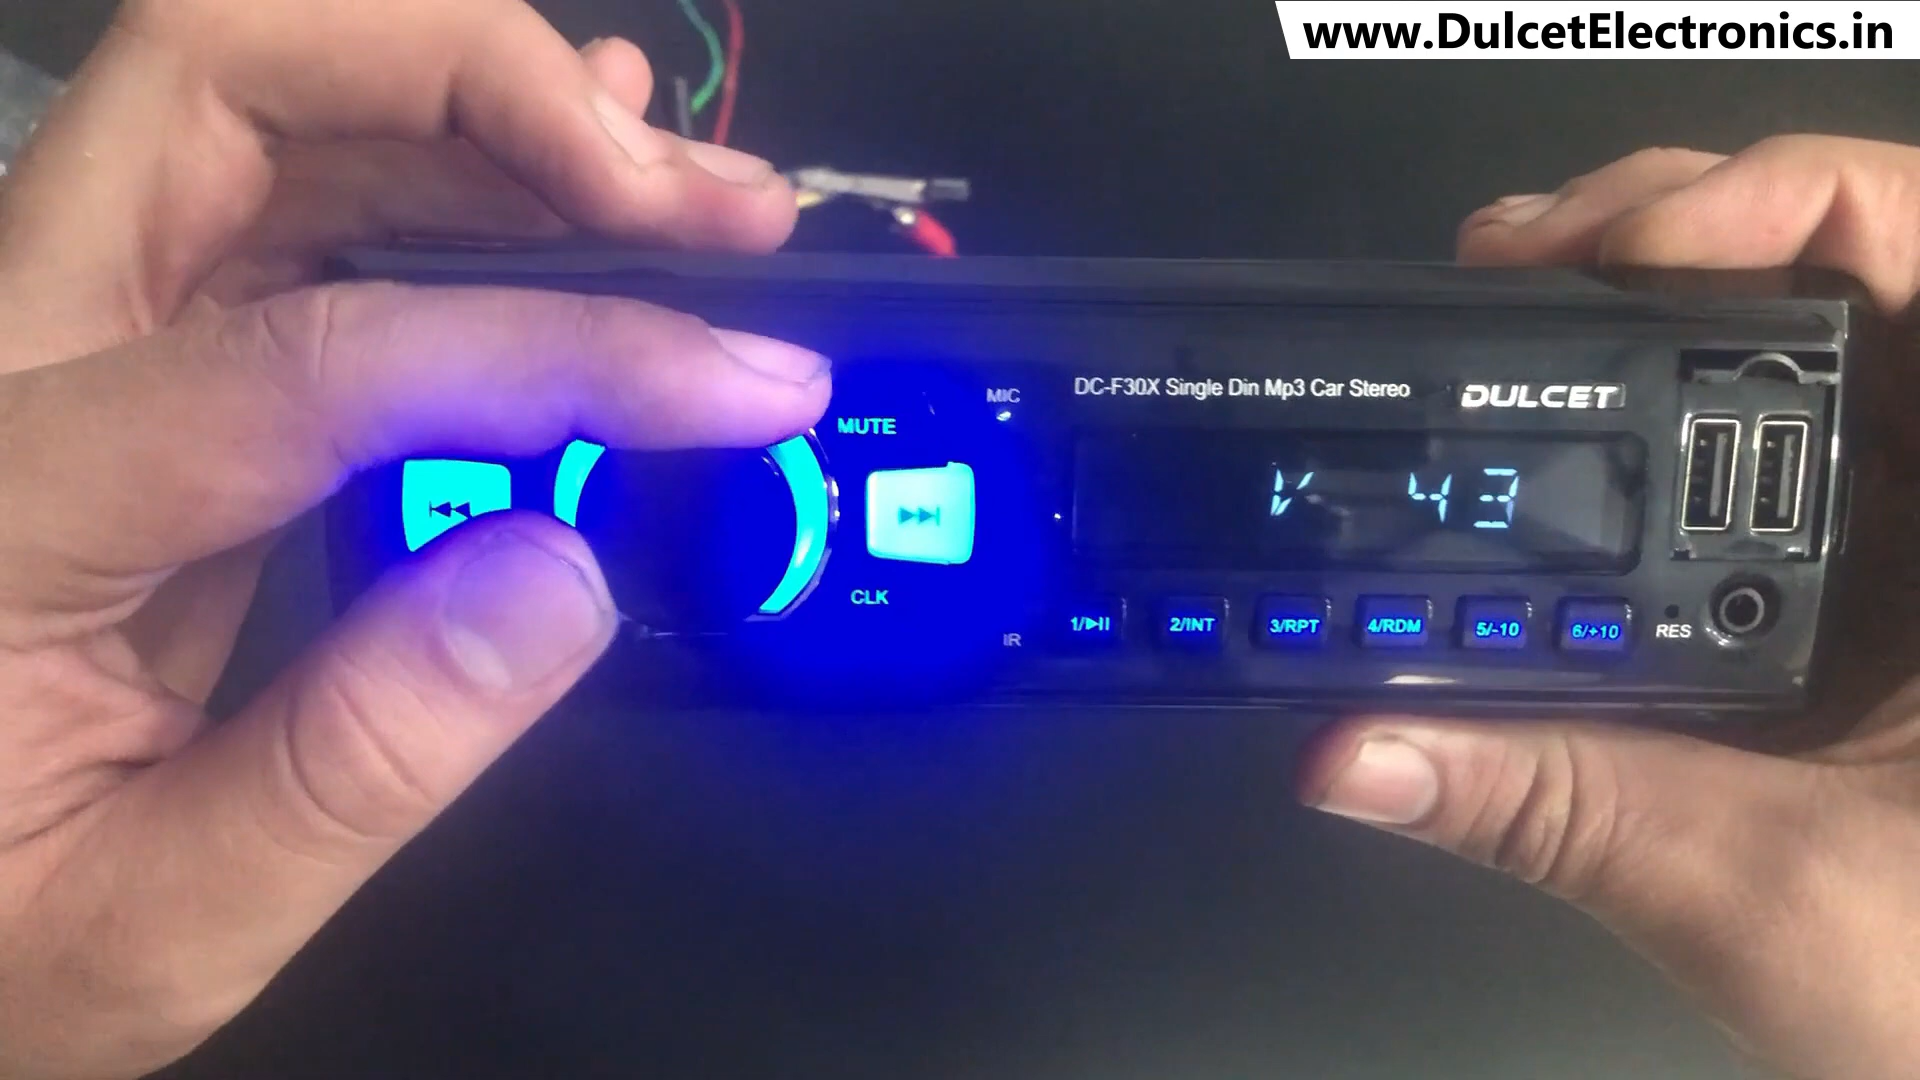 www.DulcetElectronics.in
MUTE
MIC
DC-F30X Single Din Mp3 Car Stereo
DULCET
V 43
CLK
IR
1/▶II
2/INT
3/RPT
4/RDM
5/-10
6/+10
RES